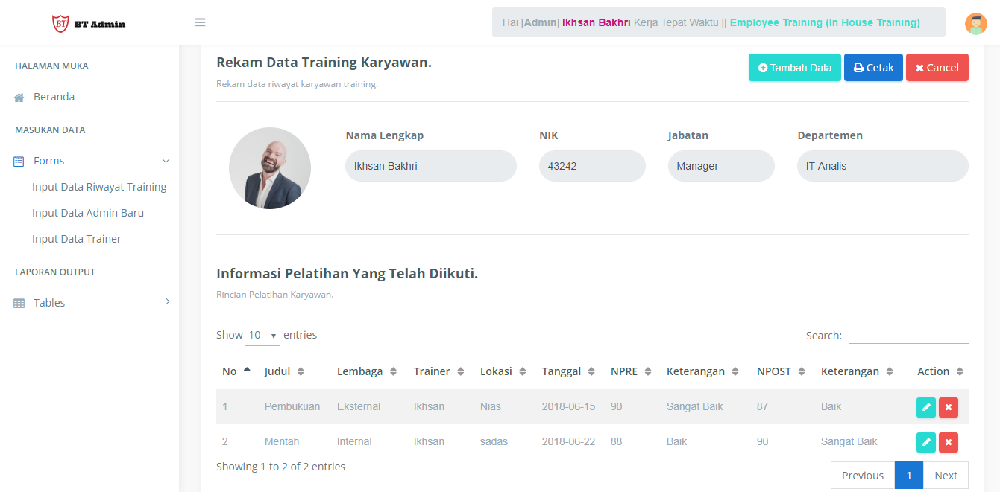 BT BT Admin
Hai [Admin] Ikhsan Bakhri Kerja Tepat Waktu || Employee Training (In House Training)
HALAMAN MUKA
Beranda
MASUKAN DATA
Forms
Input Data Riwayat Training
Input Data Admin Baru
Input Data Trainer
LAPORAN OUTPUT
Tables
Rekam Data Training Karyawan.
Rekam data riwayat karyawan training.
Tambah Data Cetak Cancel
Nama Lengkap NIK Jabatan Departemen
Ikhsan Bakhri 43242 Manager IT Analis
Informasi Pelatihan Yang Telah Diikuti.
Rincian Pelatihan Karyawan.
Show 10 entries Search:
No Judul Lembaga Trainer Lokasi Tanggal NPRE Keterangan NPOST Keterangan Action
1 Pembukuan Eksternal Ikhsan Nias 2018-06-15 90 Sangat Baik 87 Baik
2 Mentah Internal Ikhsan sadas 2018-06-22 88 Baik 90 Sangat Baik
Showing 1 to 2 of 2 entries
Previous 1 Next